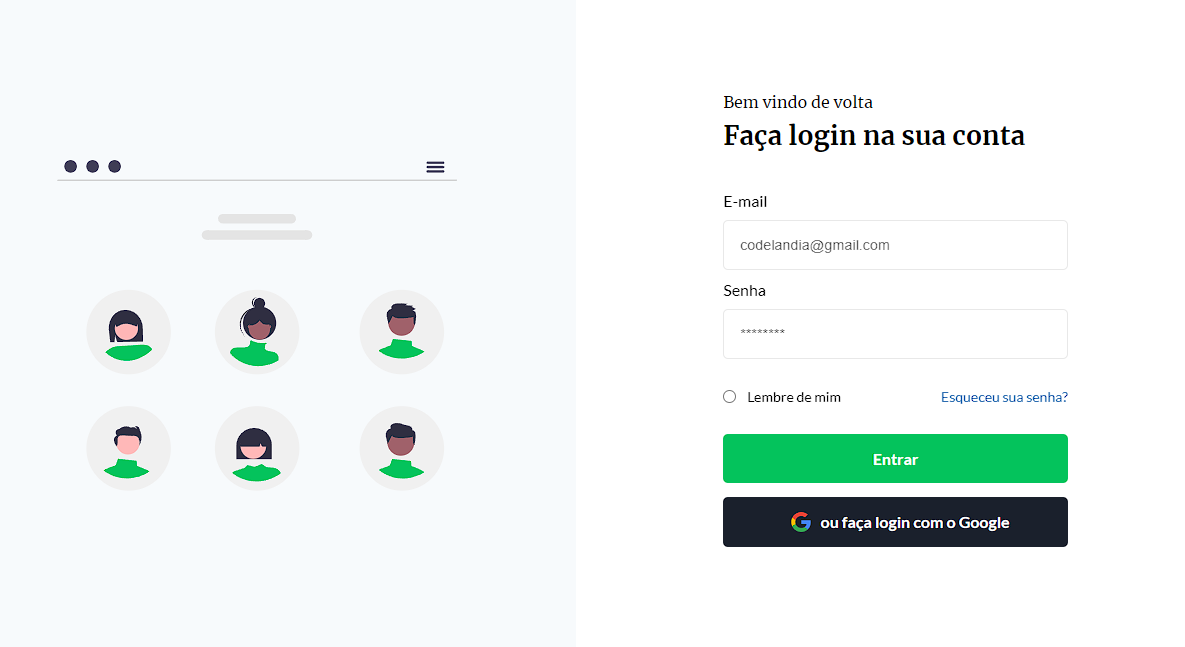 Bem vindo de volta
Faça login na sua conta
E-mail
codelandia@gmail.com
Senha
********
Lembre de mim
Esqueceu sua senha?
Entrar
ou faça login com o Google